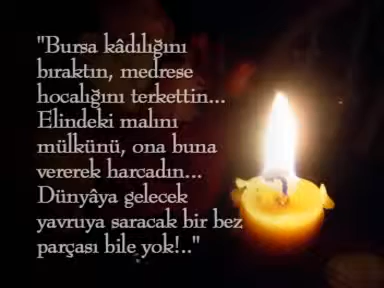 "Bursa kâdılığını
bıraktın, medrese
hocalığını terkettin...
Elindeki malını
mülkünü, ona buna
vererek harcadın...
Dünyâya gelecek
yavruya saracak bir bez
parçası bile yok!.."